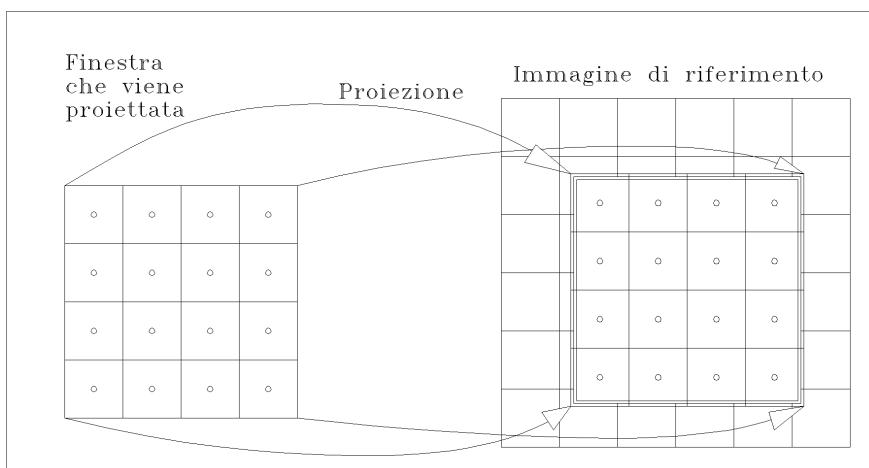 Finestra
che viene
proiettata
Proiezione
Immagine di riferimento